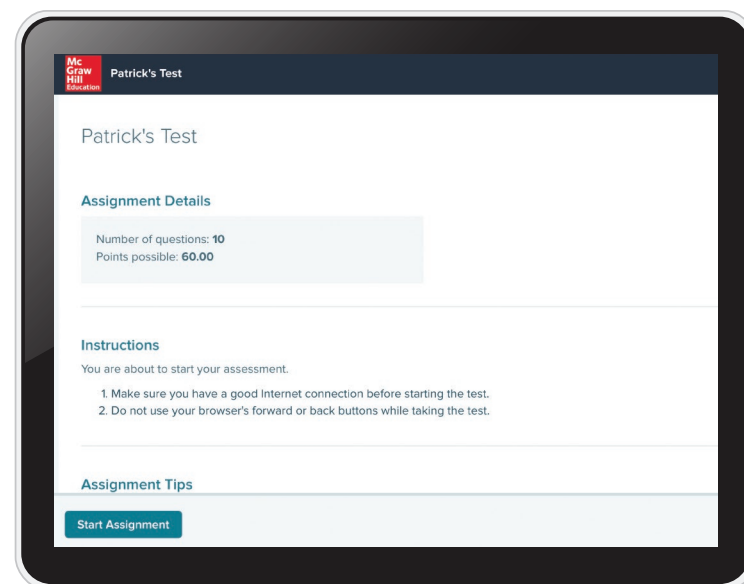 Mc
Graw
Hill
Education
Patrick's Test
Patrick's Test
Assignment Details
Number of questions: 10
Points possible: 60.00
Instructions
You are about to start your assessment.
1. Make sure you have a good Internet connection before starting the test.
2. Do not use your browser's forward or back buttons while taking the test.
Assignment Tips
Start Assignment